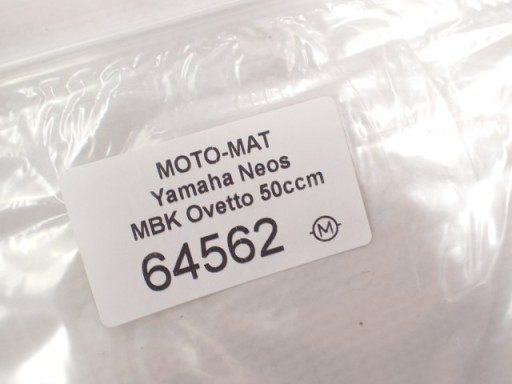 MOTO-MAT
Yamaha Neos
MBK Ovetto 50ccm
64562
M